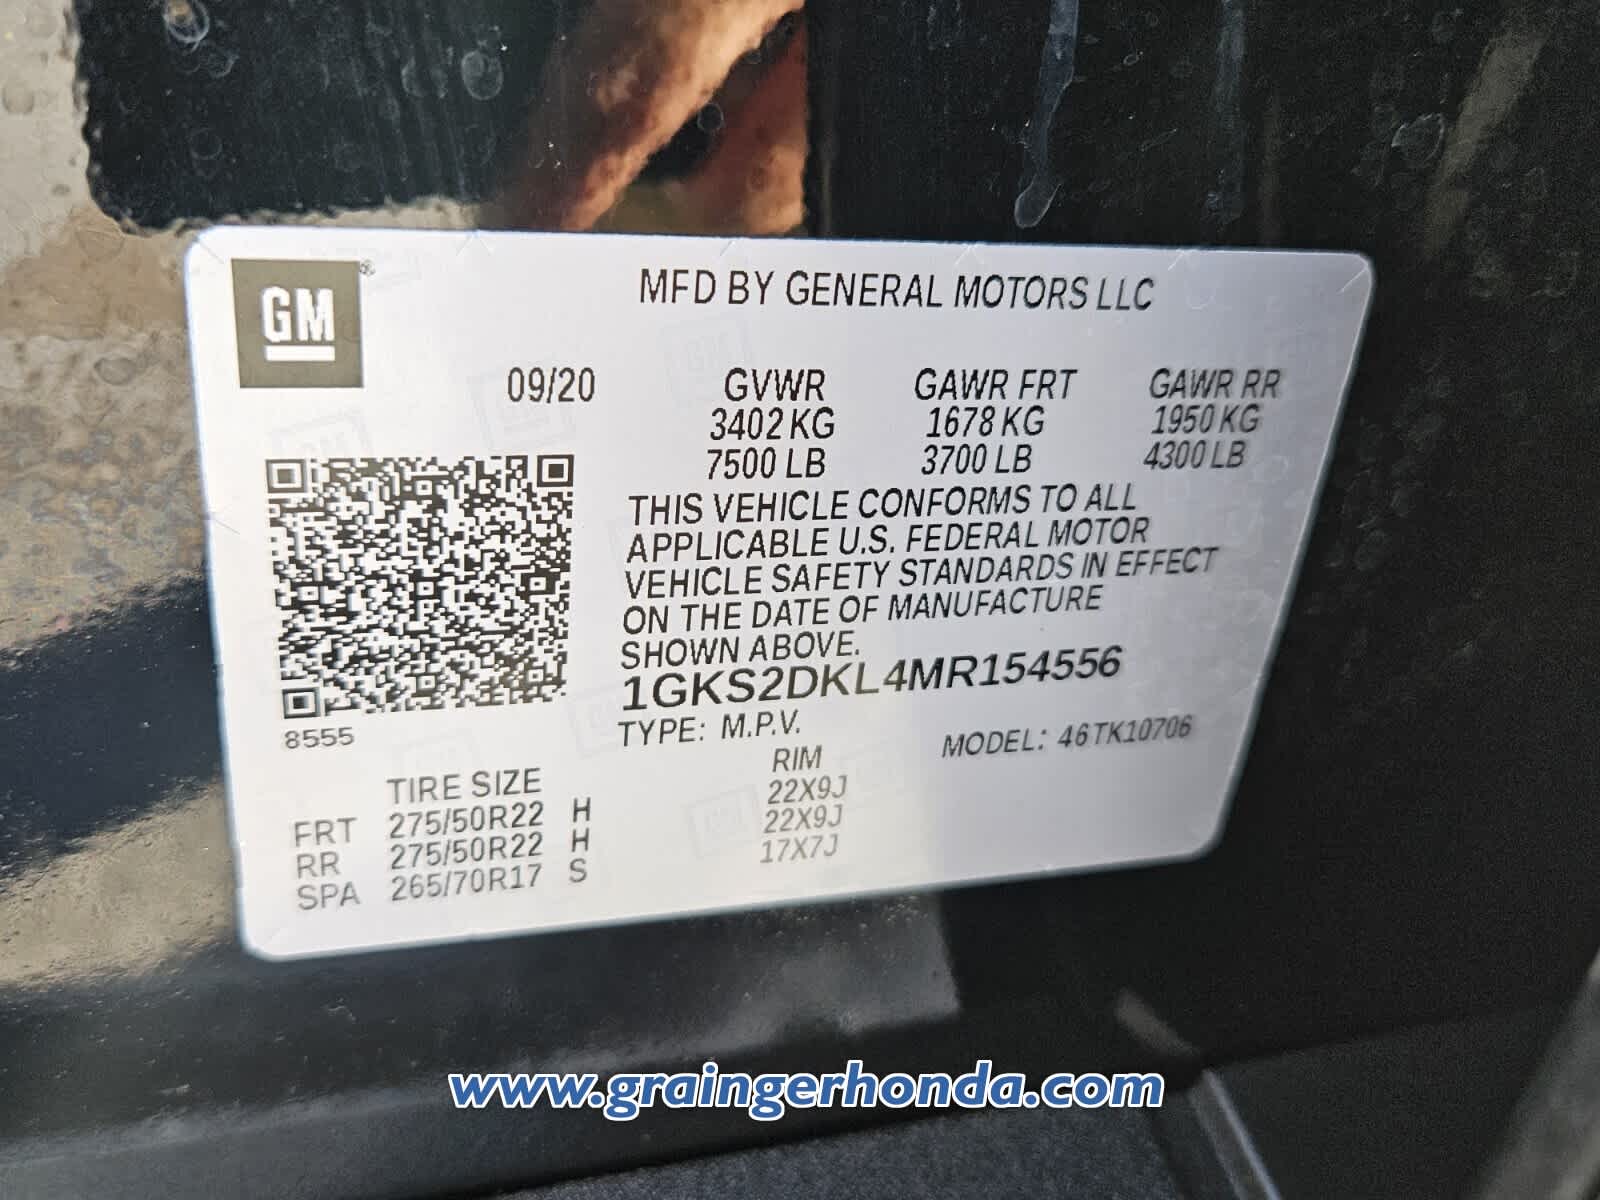 GM ®
MFD BY GENERAL MOTORS LLC
09/20 GVWR GAWR FRT GAWR RR
3402 KG 1678 KG 1950 KG
7500 LB 3700 LB 4300 LB
THIS VEHICLE CONFORMS TO ALL
APPLICABLE U.S. FEDERAL MOTOR
VEHICLE SAFETY STANDARDS IN EFFECT
ON THE DATE OF MANUFACTURE
SHOWN ABOVE.
1GKS2DKL4MR154556
8555
TYPE: M.P.V. MODEL: 46TK10706
TIRE SIZE RIM
FRT 275/50R22 H 22X9J
RR 275/50R22 H 22X9J
SPA 265/70R17 S 17X7J
www.graingerhonda.com